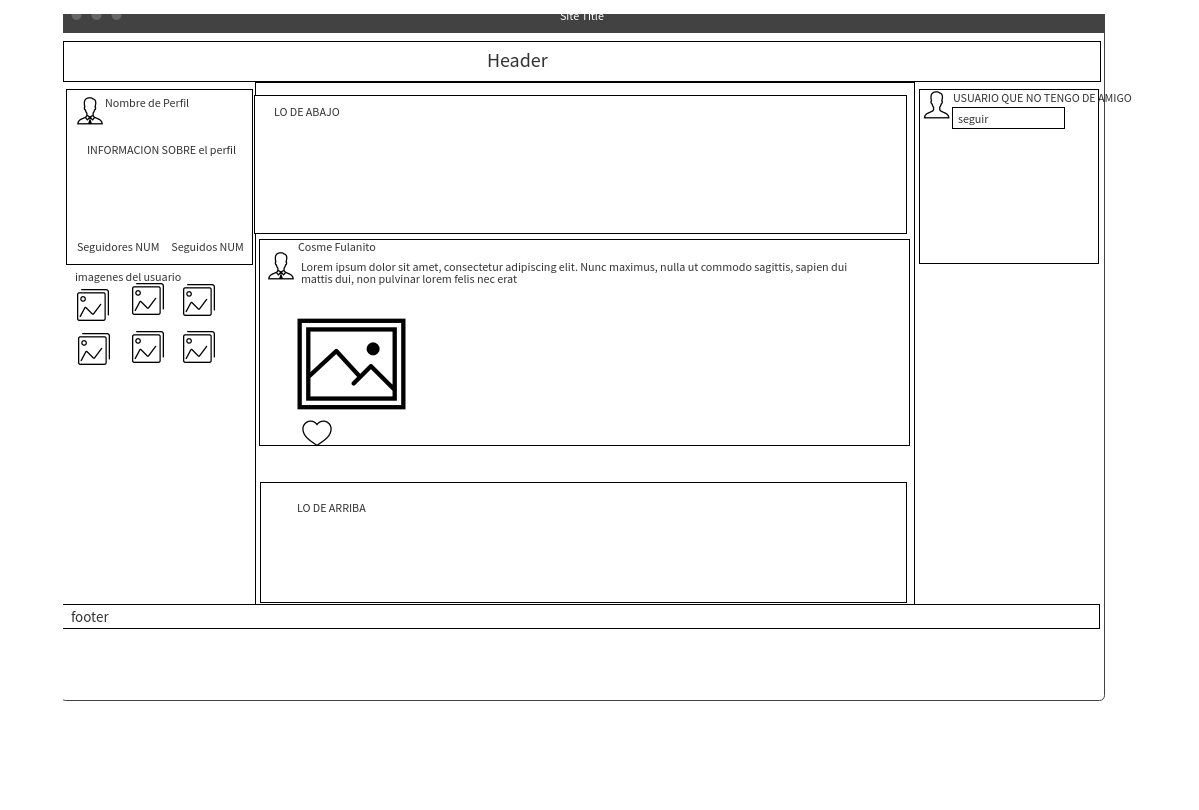 Site Title
Header
Nombre de Perfil
INFORMACION SOBRE el perfil
Seguidores NUM
Seguidos NUM
imagenes del usuario
LO DE ABAJO
Cosme Fulanito
Lorem ipsum dolor sit amet, consectetur adipiscing elit. Nunc maximus, nulla ut commodo sagittis, sapien dui
mattis dui, non pulvinar lorem felis nec erat
LO DE ARRIBA
USUARIO QUE NO TENGO DE AMIGO
seguir
footer